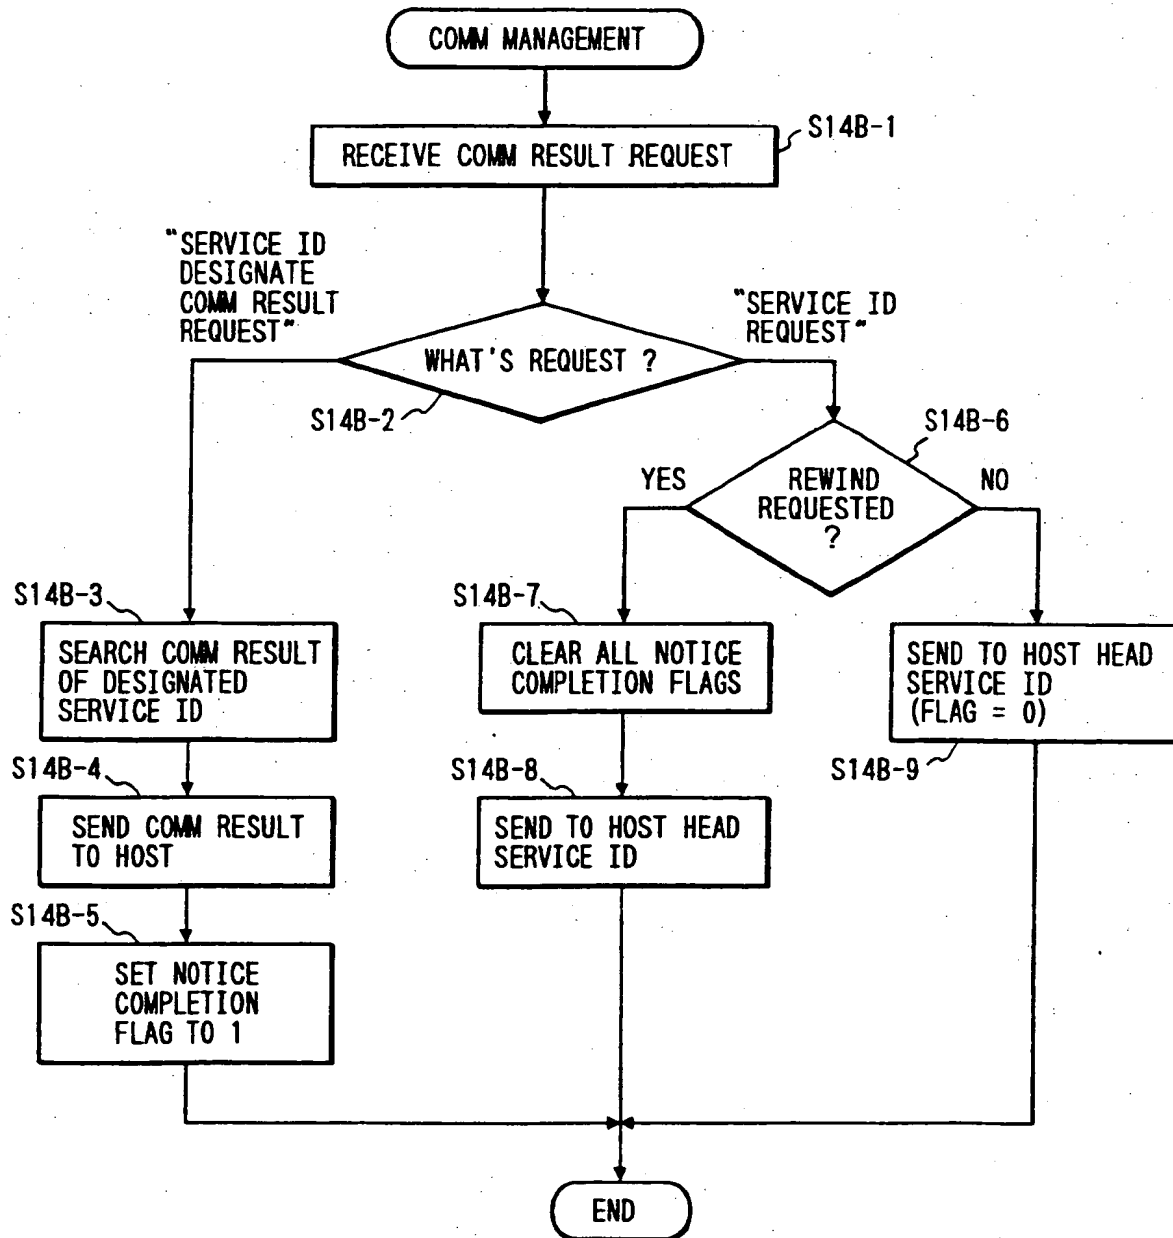 COMM MANAGEMENT
S14B-1
RECEIVE COMM RESULT REQUEST
"SERVICE ID
DESIGNATE
COMM RESULT
REQUEST"
"SERVICE ID
REQUEST"
WHAT'S REQUEST ?
S14B-2
S14B-6
YES
REWIND
REQUESTED
?
NO
S14B-3
SEARCH COMM RESULT
OF DESIGNATED
SERVICE ID
S14B-7
CLEAR ALL NOTICE
COMPLETION FLAGS
SEND TO HOST HEAD
SERVICE ID
(FLAG = 0)
S14B-9
S14B-4
SEND COMM RESULT
TO HOST
S14B-8
SEND TO HOST HEAD
SERVICE ID
S14B-5
SET NOTICE
COMPLETION
FLAG TO 1
END